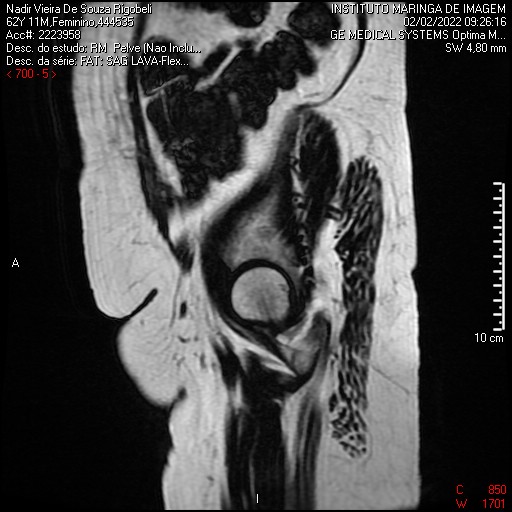 Nadir Vieira De Souza Rigobeli
62Y 11M,Feminino,444535
Acc#: 2223958
Desc. do estudo: RM Pelve (Nao Inclu...
Desc. da série: FAT: SAG LAVA-Flex...
< 700 - 5 >
INSTITUTO MARINGA DE IMAGEM
02/02/2022 09:26:16
GE MEDICAL SYSTEMS Optima M...
SW 4,80 mm
A
10 cm
I
C 850
W 1701